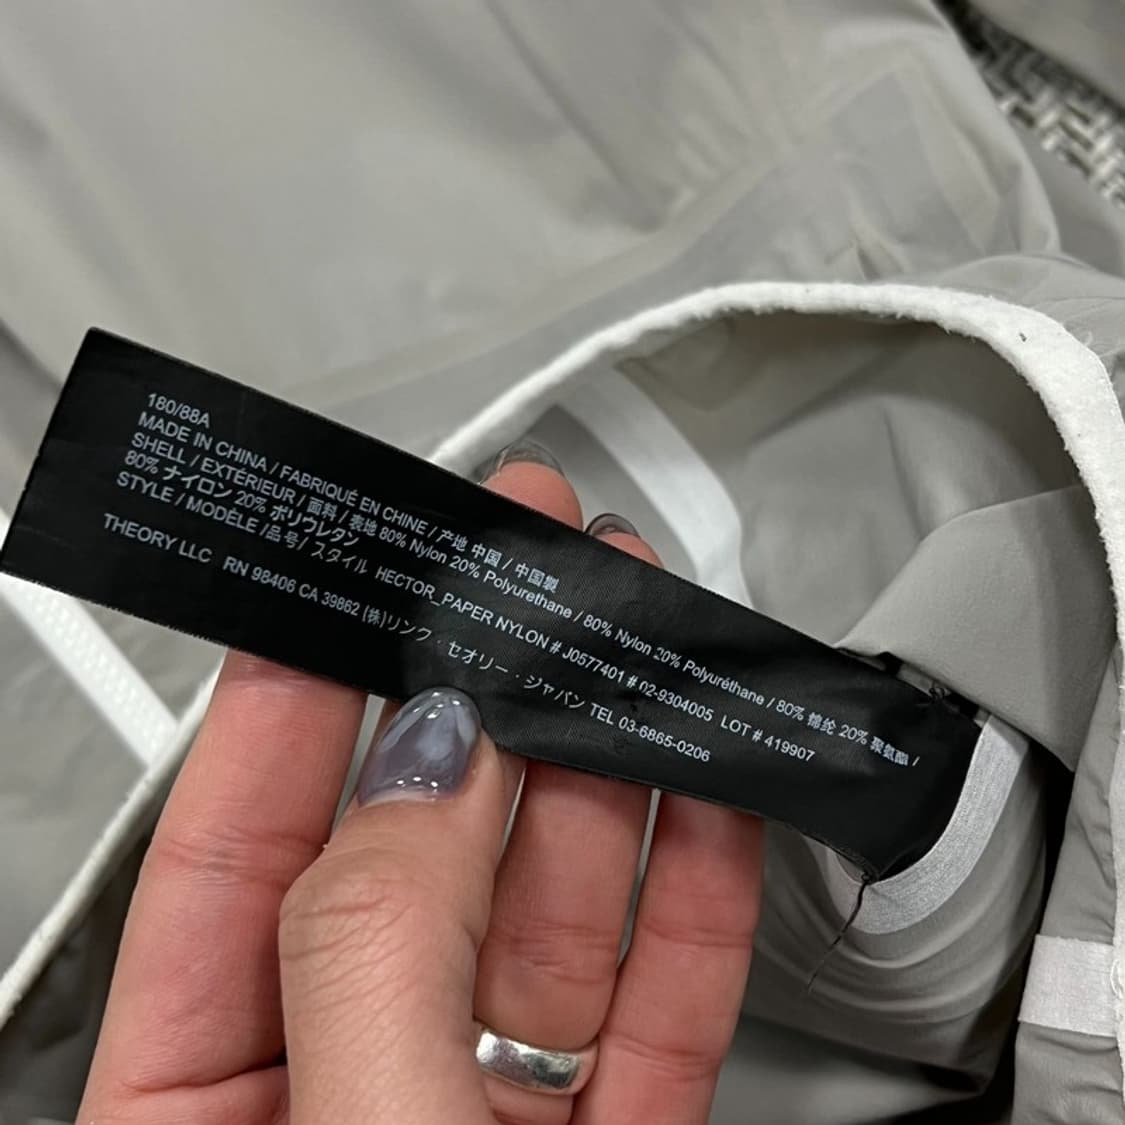 180/88A
MADE IN CHINA / FABRIQUÉ EN CHINE / 产地 中国 / 中国製
SHELL / EXTÉRIEUR / 面料 / 表地 80% Nylon 20% Polyurethane / 80% Nylon 20% Polyuréthane / 80% 锦纶 20% 聚氨酯 /
80% ナイロン 20% ポリウレタン
STYLE / MODÈLE /品号/ スタイル HECTOR_PAPER NYLON # J0577401 # 02-9304005 LOT # 419907
THEORY LLC RN 98406 CA 39862 (株)リンク・セオリー・ジャパン TEL 03-6865-0206